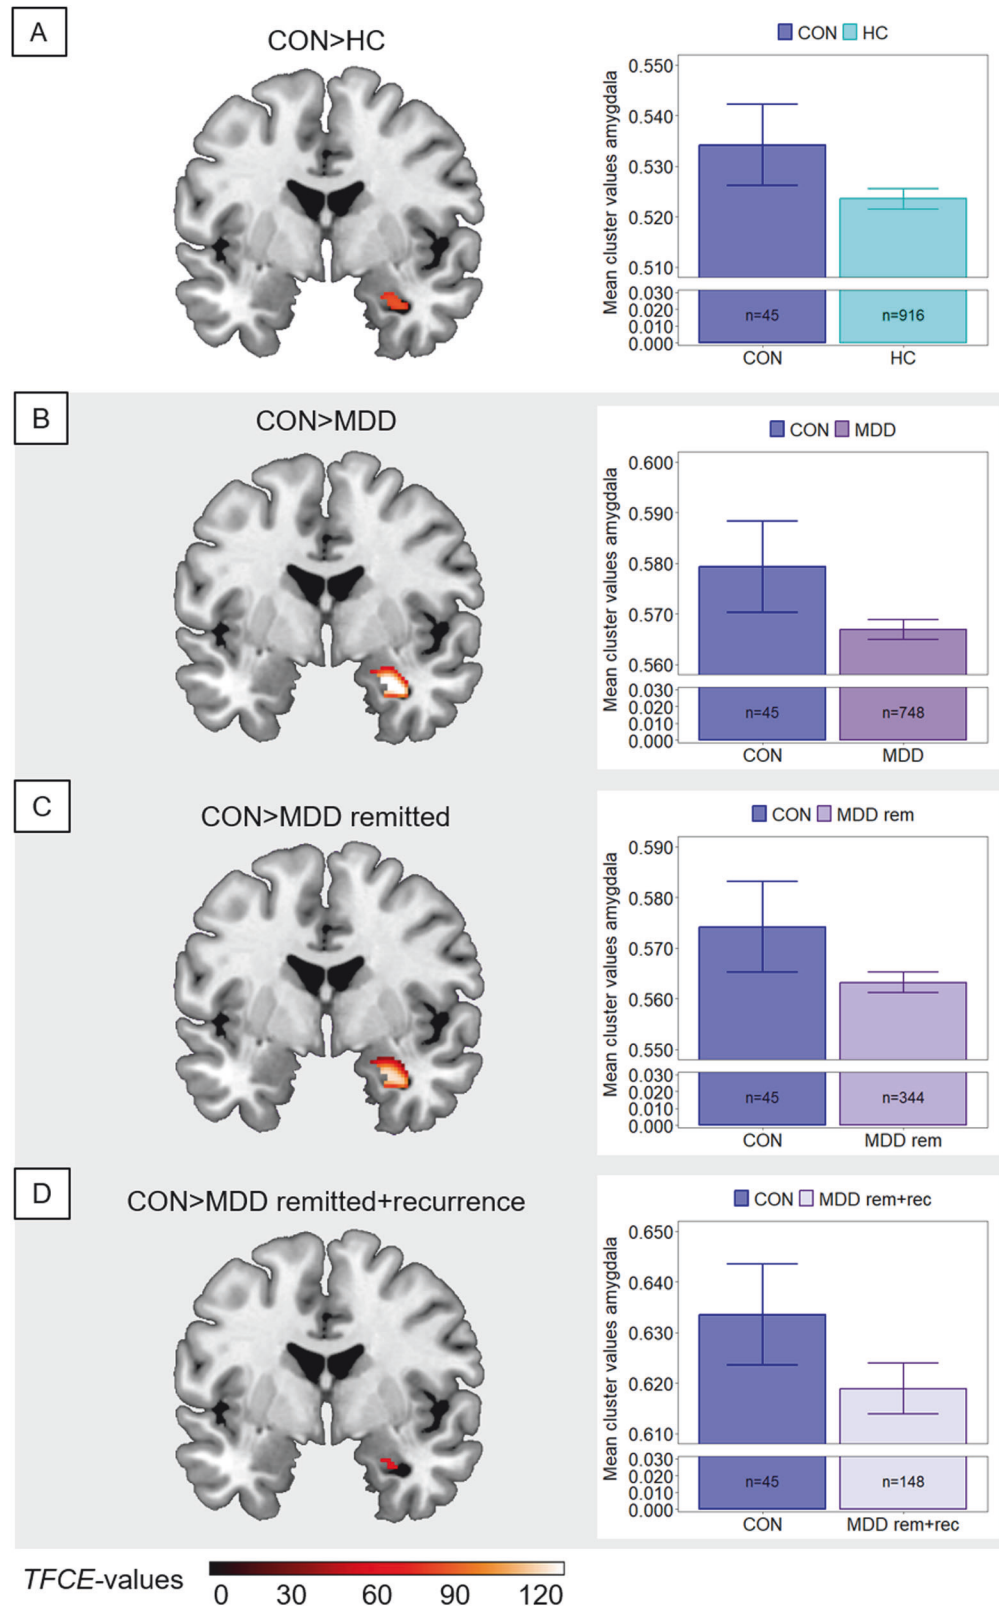 A
CON>HC
CON HC
Mean cluster values amygdala
0.550
0.540
0.530
0.520
0.510
0.030
0.020
0.010
0.000
n=45
n=916
CON
HC
B
CON>MDD
CON MDD
Mean cluster values amygdala
0.600
0.590
0.580
0.570
0.560
0.030
0.020
0.010
0.000
n=45
n=748
CON
MDD
C
CON>MDD remitted
CON MDD rem
Mean cluster values amygdala
0.590
0.580
0.570
0.560
0.550
0.030
0.020
0.010
0.000
n=45
n=344
CON
MDD rem
D
CON>MDD remitted+recurrence
CON MDD rem+rec
Mean cluster values amygdala
0.650
0.640
0.630
0.620
0.610
0.030
0.020
0.010
0.000
n=45
n=148
CON
MDD rem+rec
TFCE-values
0 30 60 90 120